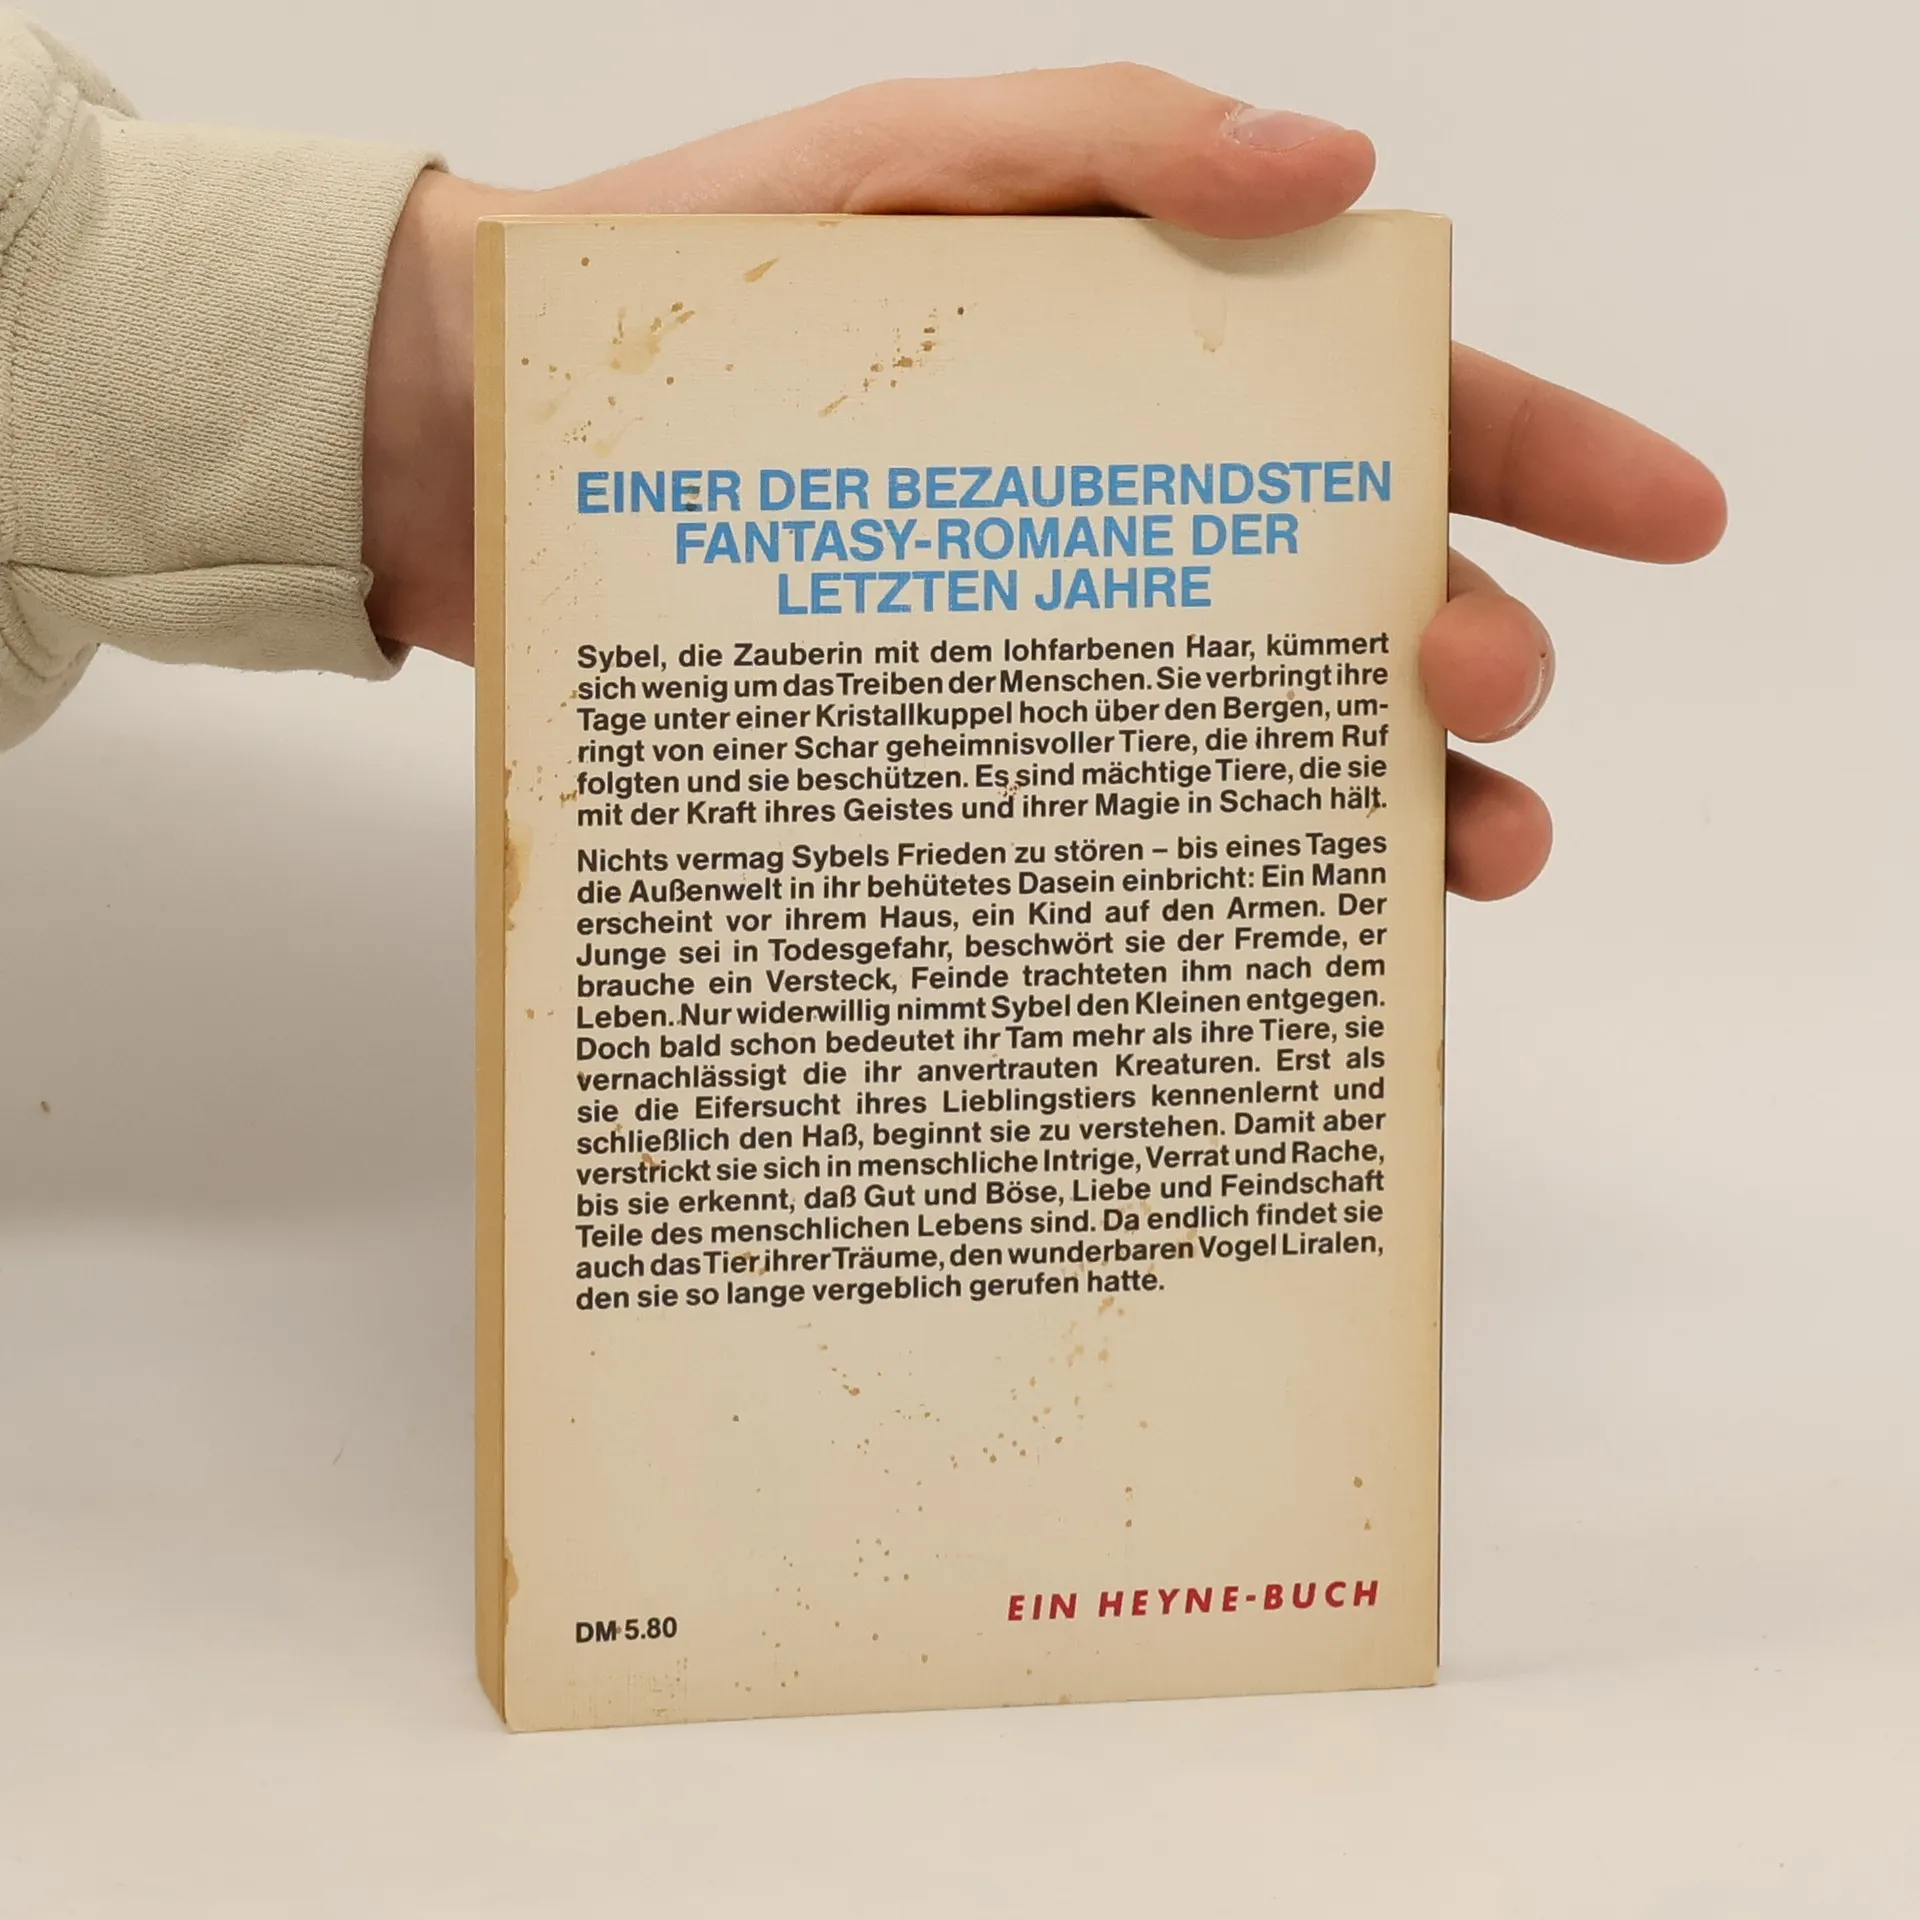 EINER DER BEZAUBERNDSTEN
FANTASY-ROMANE DER
LETZTEN JAHRE
Sybel, die Zauberin mit dem lohfarbenen Haar, kümmert
sich wenig um das Treiben der Menschen. Sie verbringt ihre
Tage unter einer Kristallkuppel hoch über den Bergen, um-
ringt von einer Schar geheimnisvoller Tiere, die ihrem Ruf
folgten und sie beschützen. Es sind mächtige Tiere, die sie
mit der Kraft ihres Geistes und ihrer Magie in Schach hält.
Nichts vermag Sybels Frieden zu stören – bis eines Tages
die Außenwelt in ihr behütetes Dasein einbricht: Ein Mann
erscheint vor ihrem Haus, ein Kind auf den Armen. Der
Junge sei in Todesgefahr, beschwört sie der Fremde, er
brauche ein Versteck, Feinde trachteten ihm nach dem
Leben. Nur widerwillig nimmt Sybel den Kleinen entgegen.
Doch bald schon bedeutet ihr Tam mehr als ihre Tiere, sie
vernachlässigt die ihr anvertrauten Kreaturen. Erst als
sie die Eifersucht ihres Lieblingstiers kennenlernt und
schließlich den Haß, beginnt sie zu verstehen. Damit aber
verstrickt sie sich in menschliche Intrige, Verrat und Rache,
bis sie erkennt, daß Gut und Böse, Liebe und Feindschaft
Teile des menschlichen Lebens sind. Da endlich findet sie
auch das Tier ihrer Träume, den wunderbaren Vogel Liralen,
den sie so lange vergeblich gerufen hatte.
EIN HEYNE-BUCH
DM 5.80